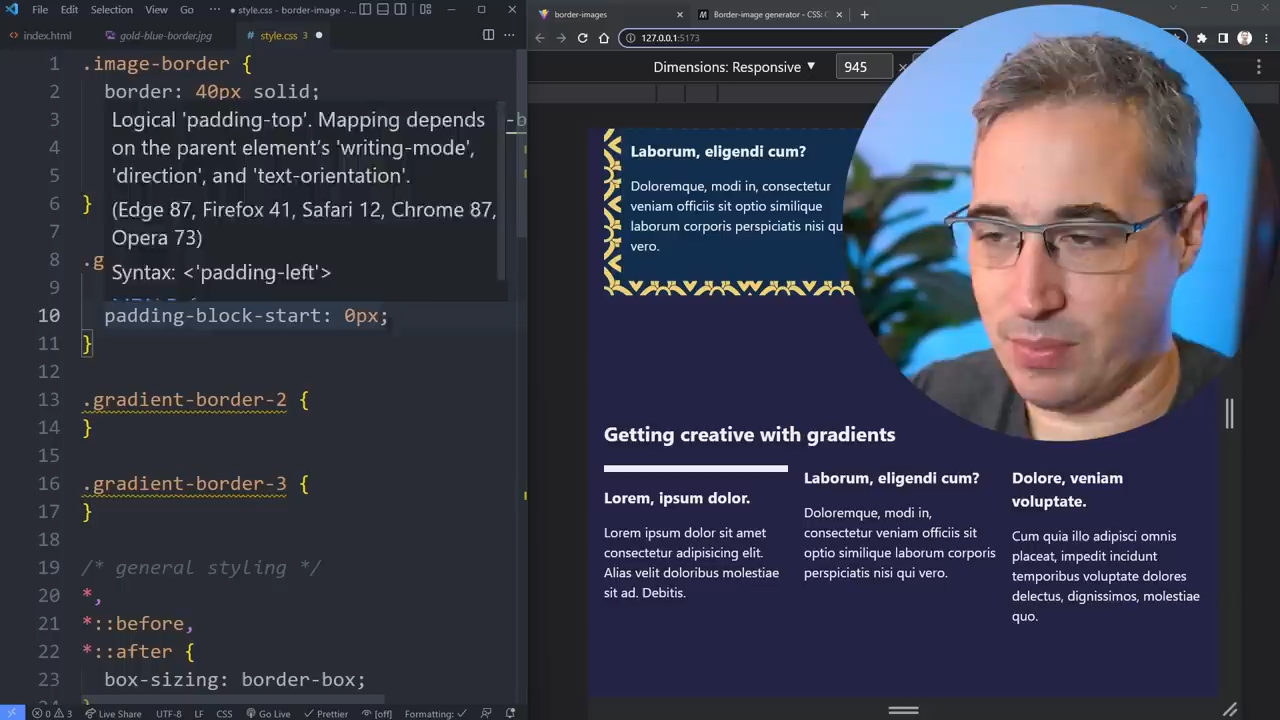 File Edit View Go ··· ● style.css - border-image - ...
index.html gold-blue-border.jpg style.css 3 ●
border-images
Border-image generator - CSS: C
127.0.0.1:5173
Dimensions: Responsive ▼ 945 ×
1 .image-border {
2 border: 40px solid;
3
4
5
6 }
7
8 .g
9
Logical 'padding-top'. Mapping depends
on the parent element's 'writing-mode',
'direction', and 'text-orientation'.
(Edge 87, Firefox 41, Safari 12, Chrome 87,
Opera 73)
Syntax: <'padding-left'>
10 padding-block-start: 0px;
11 }
12
13 .gradient-border-2 {
14 }
15
16 .gradient-border-3 {
17 }
18
19 /* general styling */
20 *,
21 *::before,
22 *::after {
23 box-sizing: border-box;
Laborum, eligendi cum?
Doloremque, modi in, consectetur
veniam officiis sit optio similique
laborum corporis perspiciatis nisi qu
vero.
Getting creative with gradients
Lorem, ipsum dolor.
Lorem ipsum dolor sit amet
consectetur adipisicing elit.
Alias velit doloribus molestiae
sit ad. Debitis.
Laborum, eligendi cum?
Doloremque, modi in,
consectetur veniam officiis sit
optio similique laborum corporis
perspiciatis nisi qui vero.
Dolore, veniam
voluptate.
Cum quia illo adipisci omnis
placeat, impedit incidunt
temporibus voluptate dolores
delectus, dignissimos, molestiae
quo.
0 3 Live Share UTF-8 LF CSS Go Live Prettier [off] Formatting: